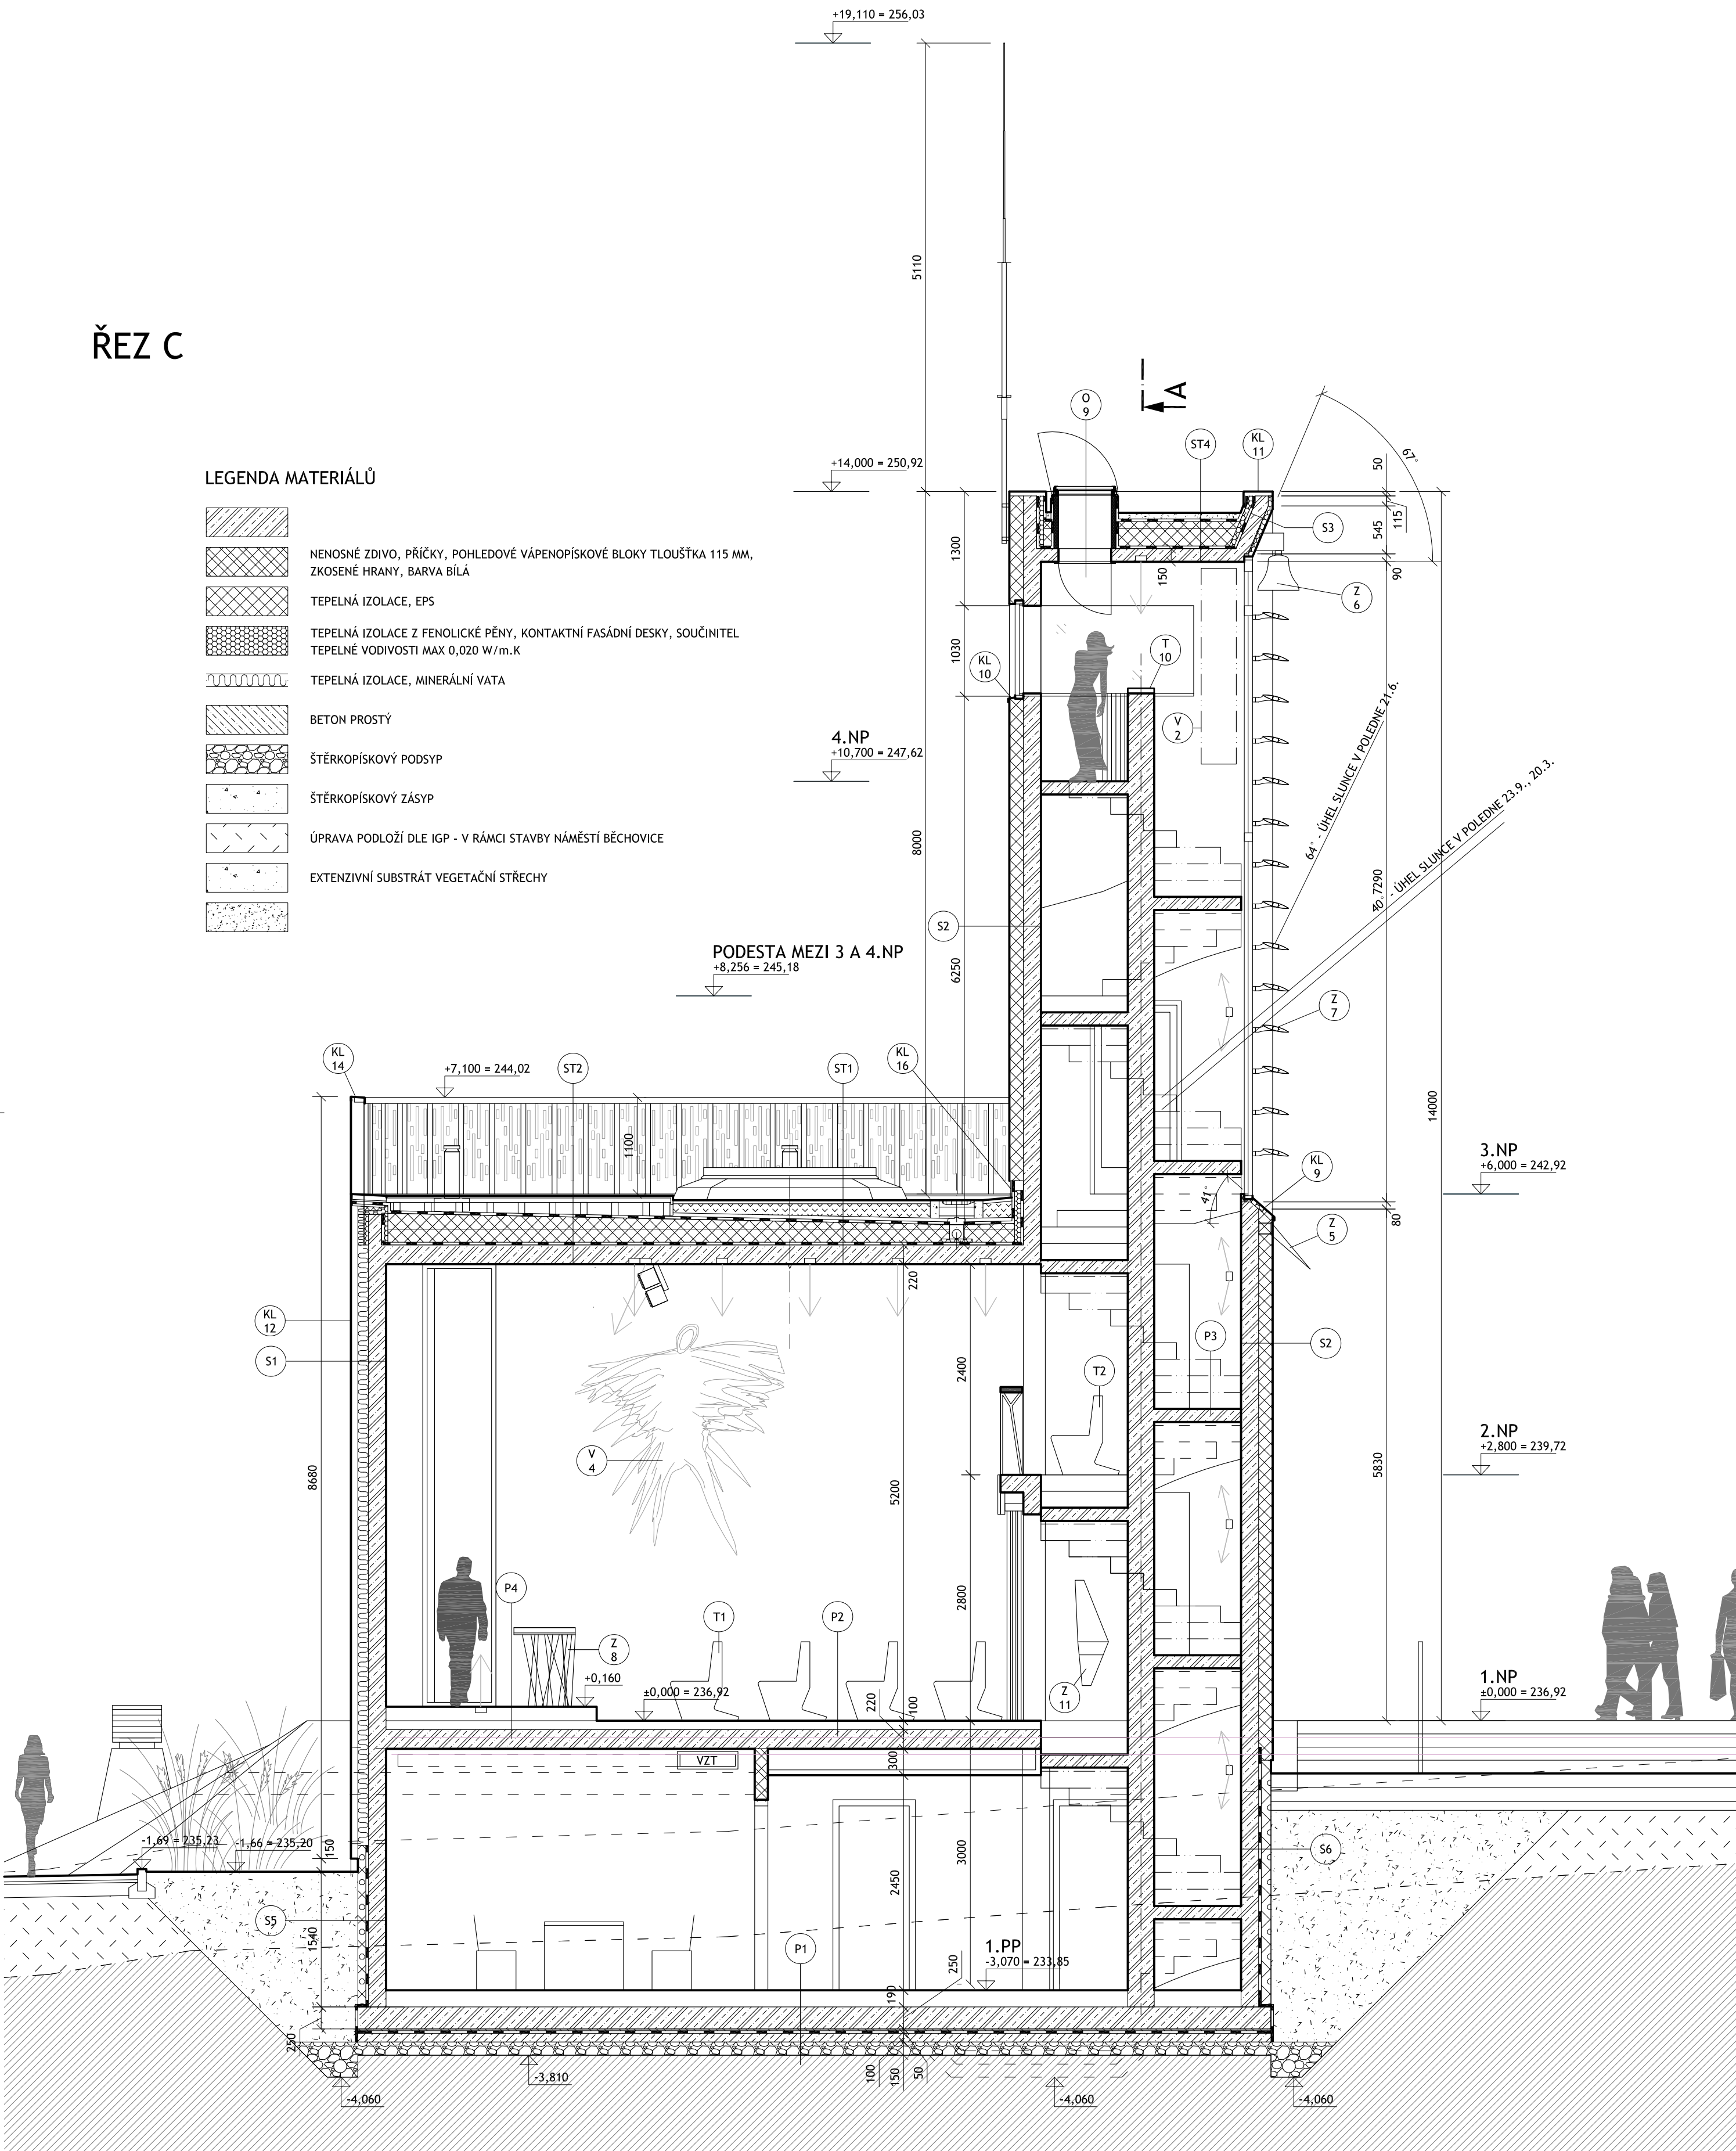 +19,110 = 256,03
5110
ŘEZ C
A
O
9
ST4
KL
11
67°
50
+14,000 = 250,92
LEGENDA MATERIÁLŮ
NENOSNÉ ZDIVO, PŘÍČKY, POHLEDOVÉ VÁPENOPÍSKOVÉ BLOKY TLOUŠŤKA 115 MM,
ZKOSENÉ HRANY, BARVA BÍLÁ
TEPELNÁ IZOLACE, EPS
TEPELNÁ IZOLACE Z FENOLICKÉ PĚNY, KONTAKTNÍ FASÁDNÍ DESKY, SOUČINITEL
TEPELNÉ VODIVOSTI MAX 0,020 W/m.K
TEPELNÁ IZOLACE, MINERÁLNÍ VATA
BETON PROSTÝ
ŠTĚRKOPÍSKOVÝ PODSYP
ŠTĚRKOPÍSKOVÝ ZÁSYP
ÚPRAVA PODLOŽÍ DLE IGP - V RÁMCI STAVBY NÁMĚSTÍ BĚCHOVICE
EXTENZIVNÍ SUBSTRÁT VEGETAČNÍ STŘECHY
S3
115
545
1300
150
90
Z
6
1030
KL
10
T
10
V
2
4.NP
+10,700 = 247,62
64° - ÚHEL SLUNCE V POLEDNE 21.6.
40° - ÚHEL SLUNCE V POLEDNE 23.9., 20.3.
8000
7290
S2
PODESTA MEZI 3 A 4.NP
+8,256 = 245,18
6250
Z
7
KL
14
+7,100 = 244,02
ST2
ST1
KL
16
14000
1100
3.NP
+6,000 = 242,92
KL
9
41°
80
Z
5
220
KL
12
S1
P3
S2
2400
T2
2.NP
+2,800 = 239,72
V
4
8680
5200
5830
P4
T1
P2
2800
Z
8
+0,160
±0,000 = 236,92
220
100
Z
11
1.NP
±0,000 = 236,92
VZT
300
-1,69 = 235,23
-1,66 = 235,20
150
3000
2450
S6
S5
1540
P1
1.PP
-3,070 = 233,85
250
190
250
100
150
50
-3,810
-4,060
-4,060
-4,060